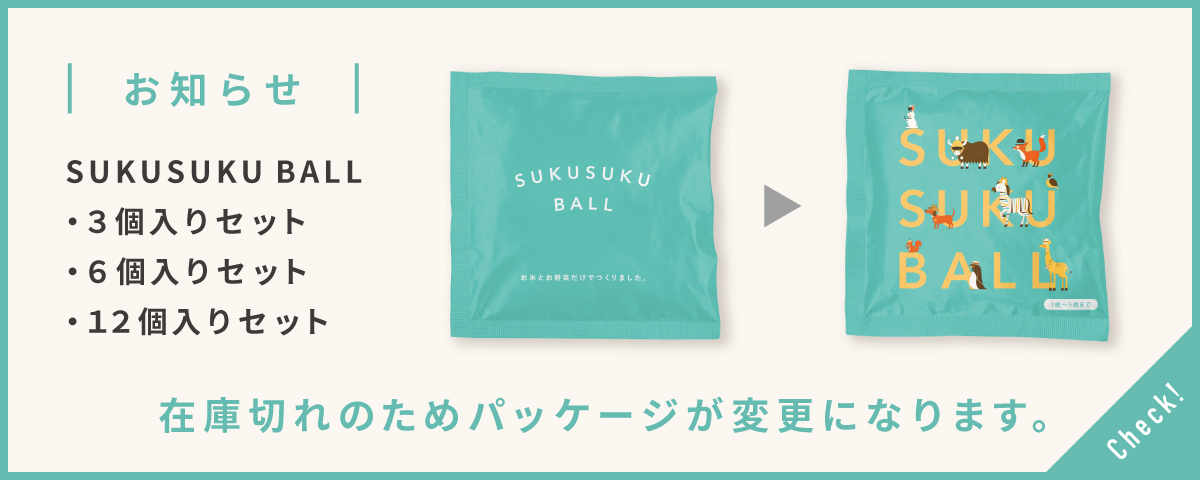 お知らせ
SUKUSUKU BALL
・3個入りセット
・6個入りセット
・12個入りセット
SUKUSUKU
BALL
お米とお野菜だけでつくりました。
SUKU
SUKU
BALL
1歳〜5歳まで
在庫切れのためパッケージが変更になります。
Check!